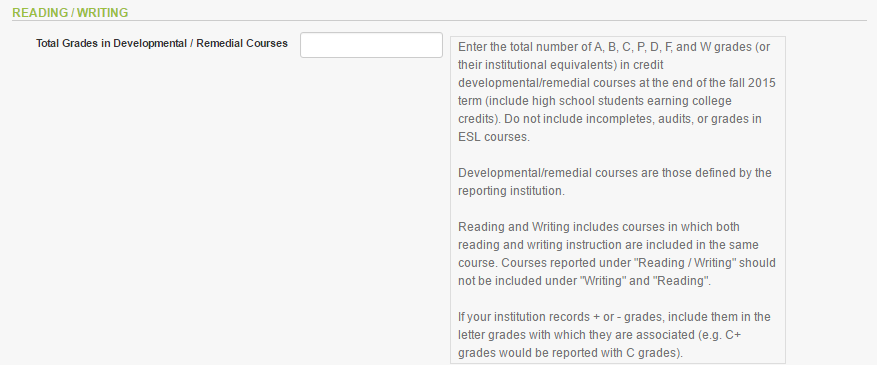 READING / WRITING
Total Grades in Developmental / Remedial Courses
Enter the total number of A, B, C, P, D, F, and W grades (or
their institutional equivalents) in credit
developmental/remedial courses at the end of the fall 2015
term (include high school students earning college
credits). Do not include incompletes, audits, or grades in
ESL courses.
Developmental/remedial courses are those defined by the
reporting institution.
Reading and Writing includes courses in which both
reading and writing instruction are included in the same
course. Courses reported under "Reading / Writing" should
not be included under "Writing" and "Reading".
If your institution records + or - grades, include them in the
letter grades with which they are associated (e.g. C+
grades would be reported with C grades).